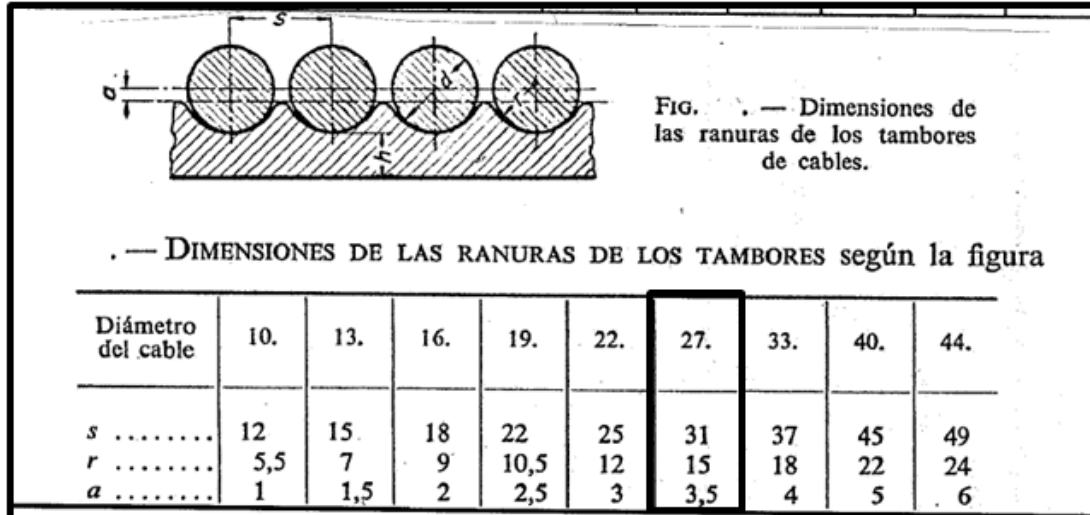 s
a
d
r
h
FIG. . — Dimensiones de
las ranuras de los tambores
de cables.
. — DIMENSIONES DE LAS RANURAS DE LOS TAMBORES según la figura
Diámetro del cable 10. 13. 16. 19. 22. 27. 33. 40. 44.
s ........ 12 15 18 22 25 31 37 45 49
r ........ 5,5 7 9 10,5 12 15 18 22 24
a ........ 1 1,5 2 2,5 3 3,5 4 5 6